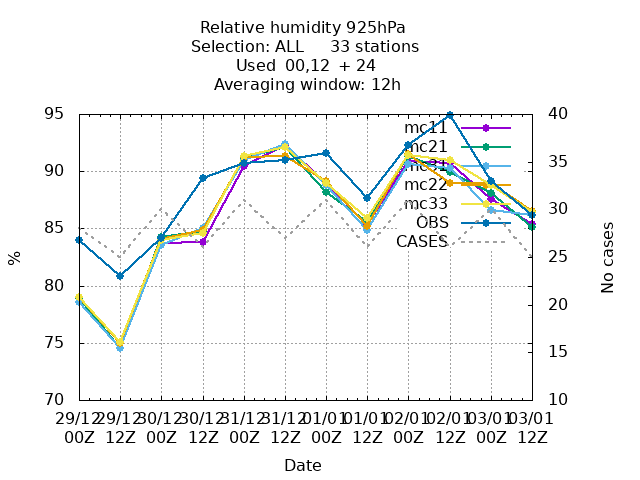 Relative humidity 925hPa
Selection: ALL 33 stations
Used 00,12 + 24
Averaging window: 12h
95
90
85
80
75
70
%
40
35
30
25
20
15
10
No cases
mc11
mc21
mc22
mc33
OBS
CASES
29/12 29/12 30/12 30/12 31/12 31/12 01/01 01/01 02/01 02/01 03/01 03/01
00Z 12Z 00Z 12Z 00Z 12Z 00Z 12Z 00Z 12Z 00Z 12Z
Date